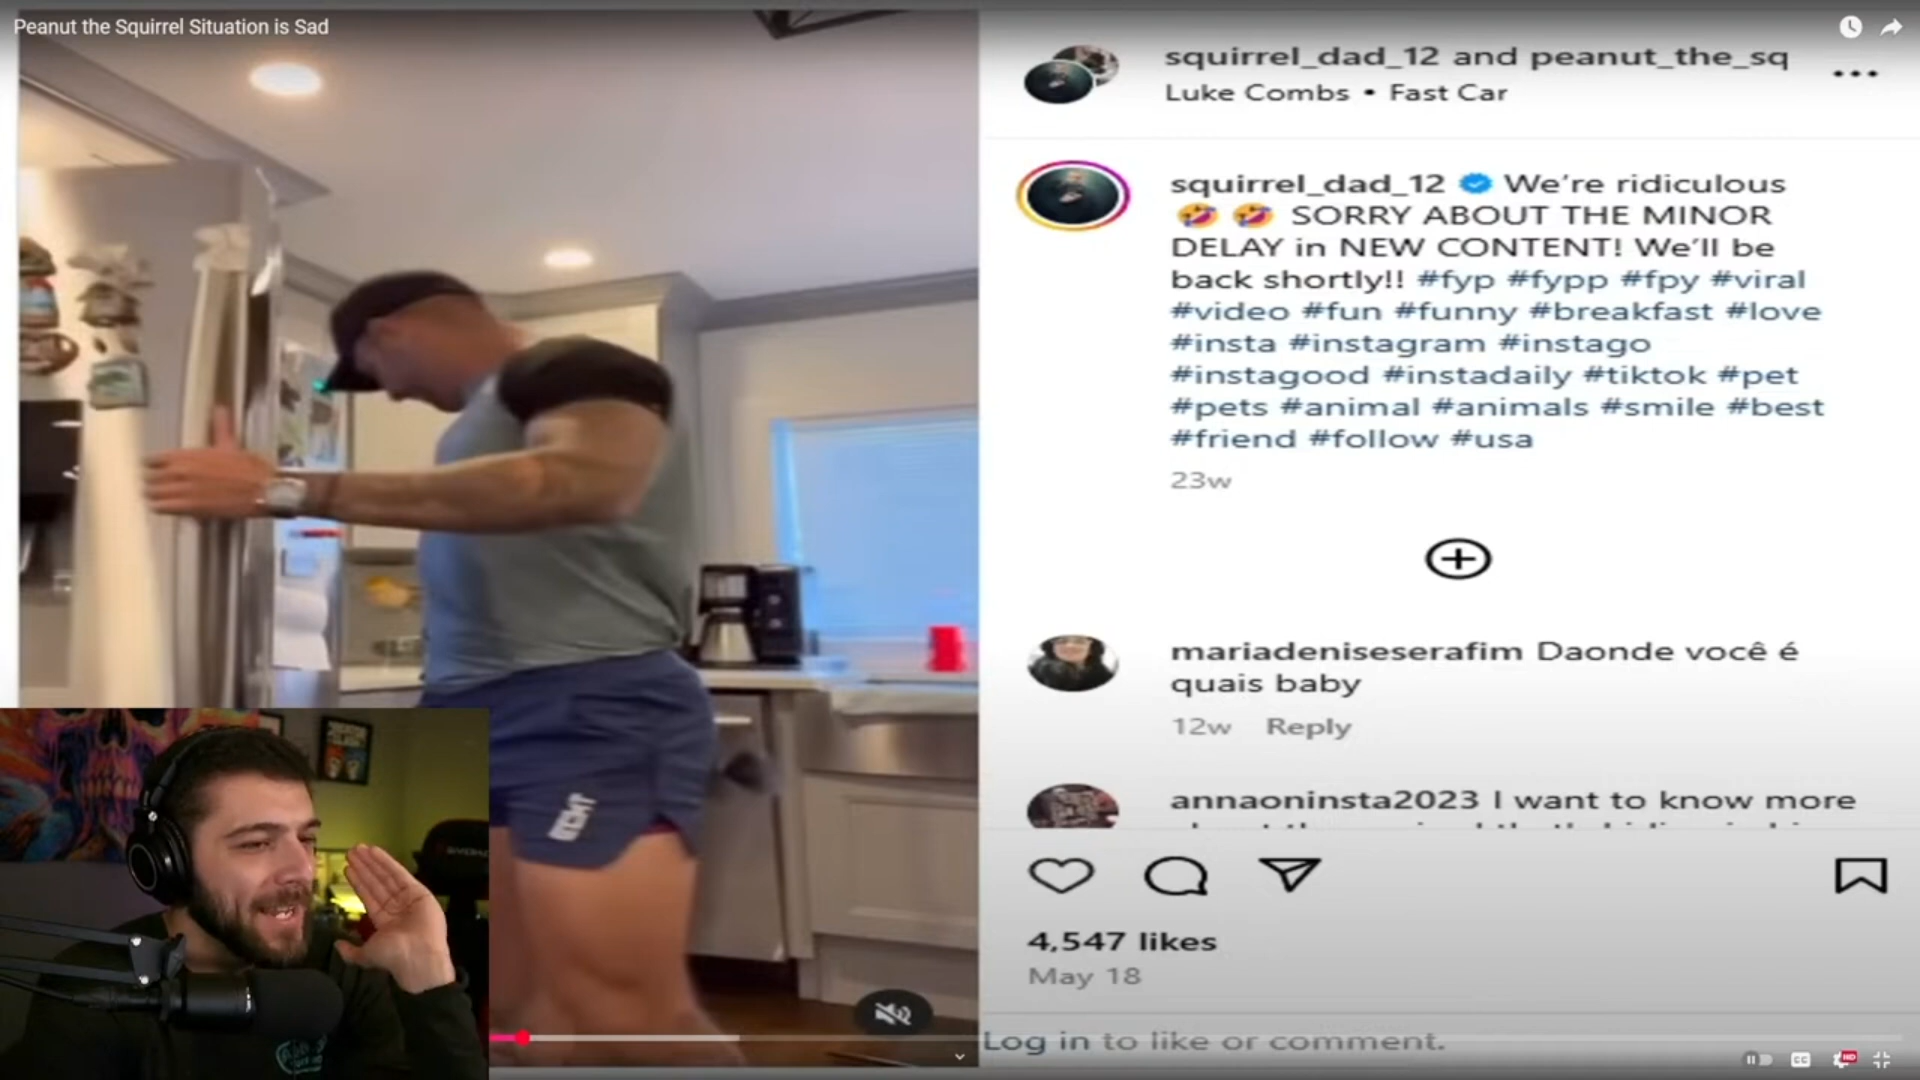 Peanut the Squirrel Situation is Sad
squirrel_dad_12 and peanut_the_sq
Luke Combs • Fast Car
squirrel_dad_12 We're ridiculous
🤣 🤣 SORRY ABOUT THE MINOR
DELAY in NEW CONTENT! We'll be
back shortly!! #fyp #fypp #fpy #viral
#video #fun #funny #breakfast #love
#insta #instagram #instago
#instagood #instadaily #tiktok #pet
#pets #animal #animals #smile #best
#friend #follow #usa
23w
mariadeniseserafim Daonde você é
quais baby
12w Reply
annaoninsta2023 I want to know more
4,547 likes
May 18
Log in to like or comment.
CC
HD